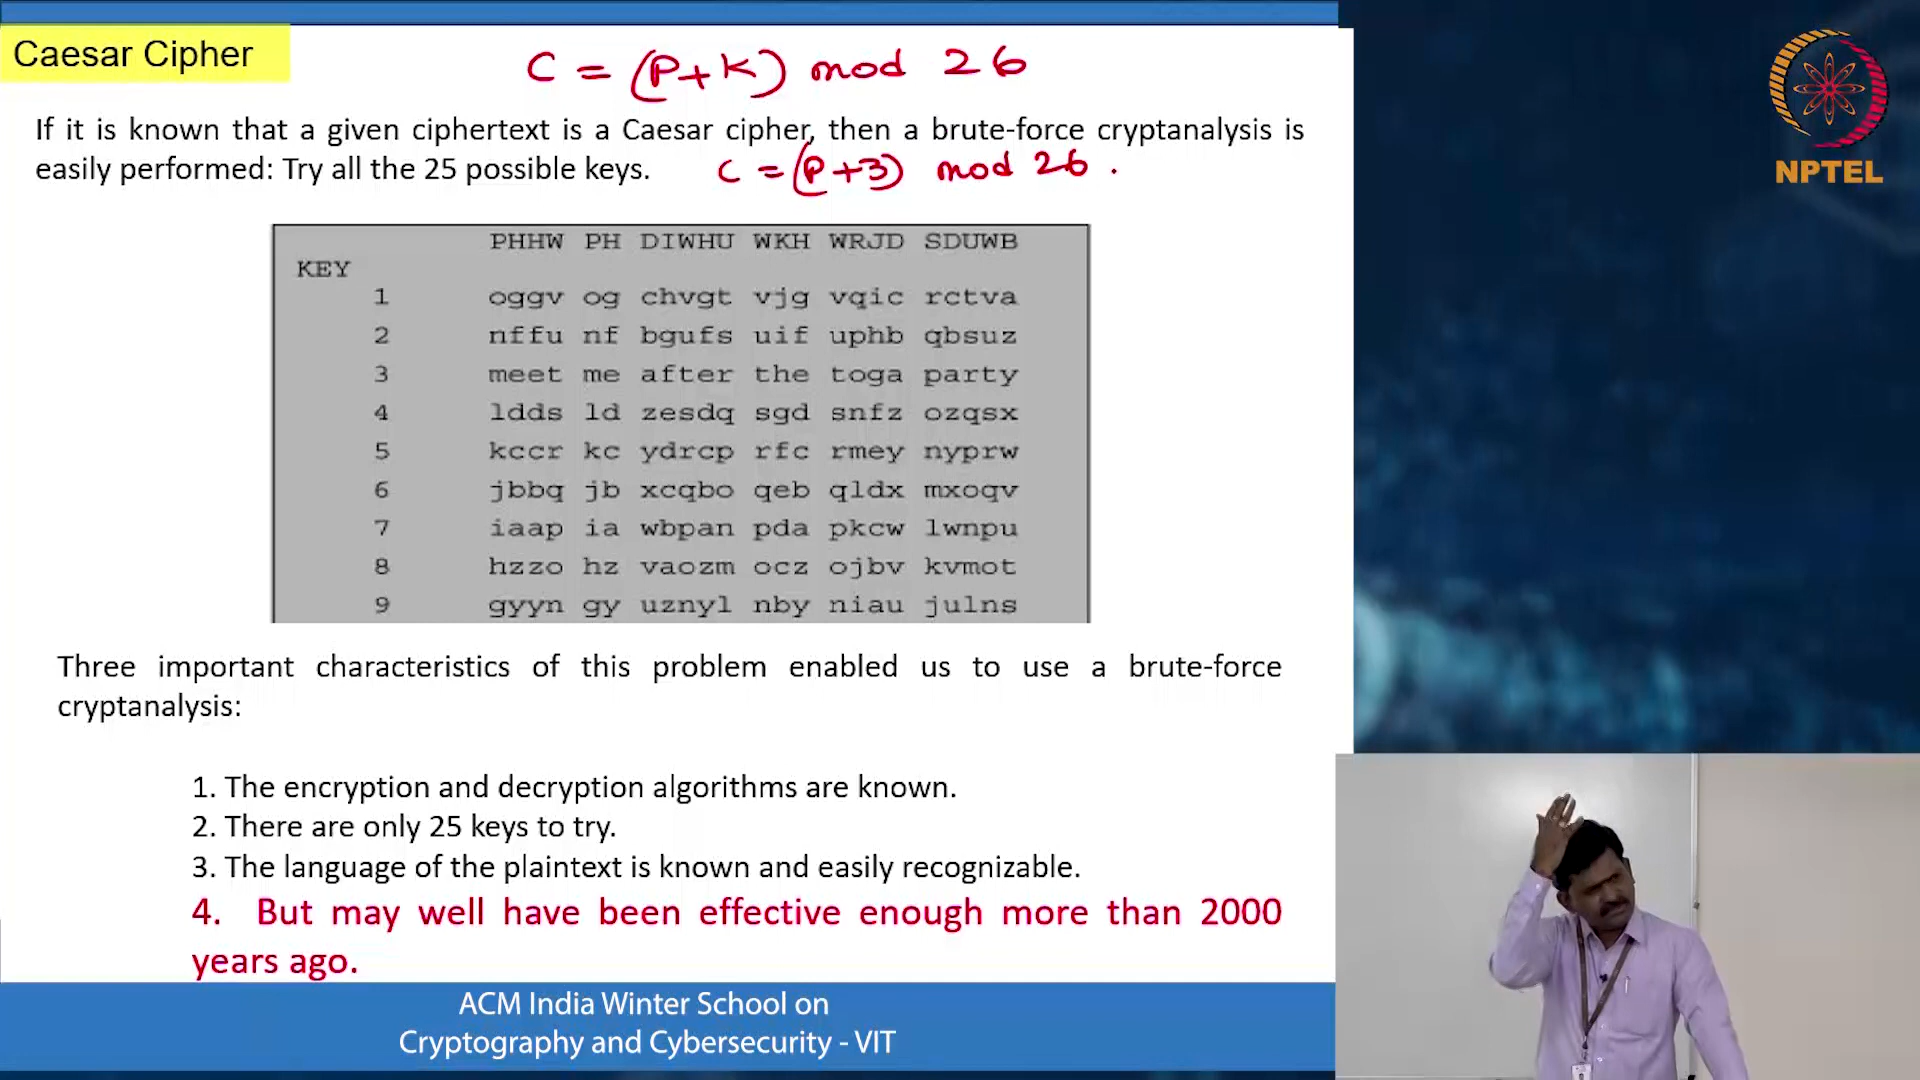 Caesar Cipher
C = (P+K) mod 26
If it is known that a given ciphertext is a Caesar cipher, then a brute-force cryptanalysis is
easily performed: Try all the 25 possible keys.
C = (P+3) mod 26 .
PHHW PH DIWHU WKH WRJD SDUWB
KEY
1 oggv og chvgt vjg vqic rctva
2 nffu nf bgufs uif uphb qbsuz
3 meet me after the toga party
4 ldds ld zesdq sgd snfz ozqsx
5 kccr kc ydrcp rfc rmey nyprw
6 jbbq jb xcqbo qeb qldx mxoqv
7 iaap ia wbpan pda pkcw lwnpu
8 hzzo hz vaozm ocz ojbv kvmot
9 gyyn gy uznyl nby niau julns
Three important characteristics of this problem enabled us to use a brute-force
cryptanalysis:
1. The encryption and decryption algorithms are known.
2. There are only 25 keys to try.
3. The language of the plaintext is known and easily recognizable.
4. But may well have been effective enough more than 2000
years ago.
ACM India Winter School on
Cryptography and Cybersecurity - VIT
NPTEL